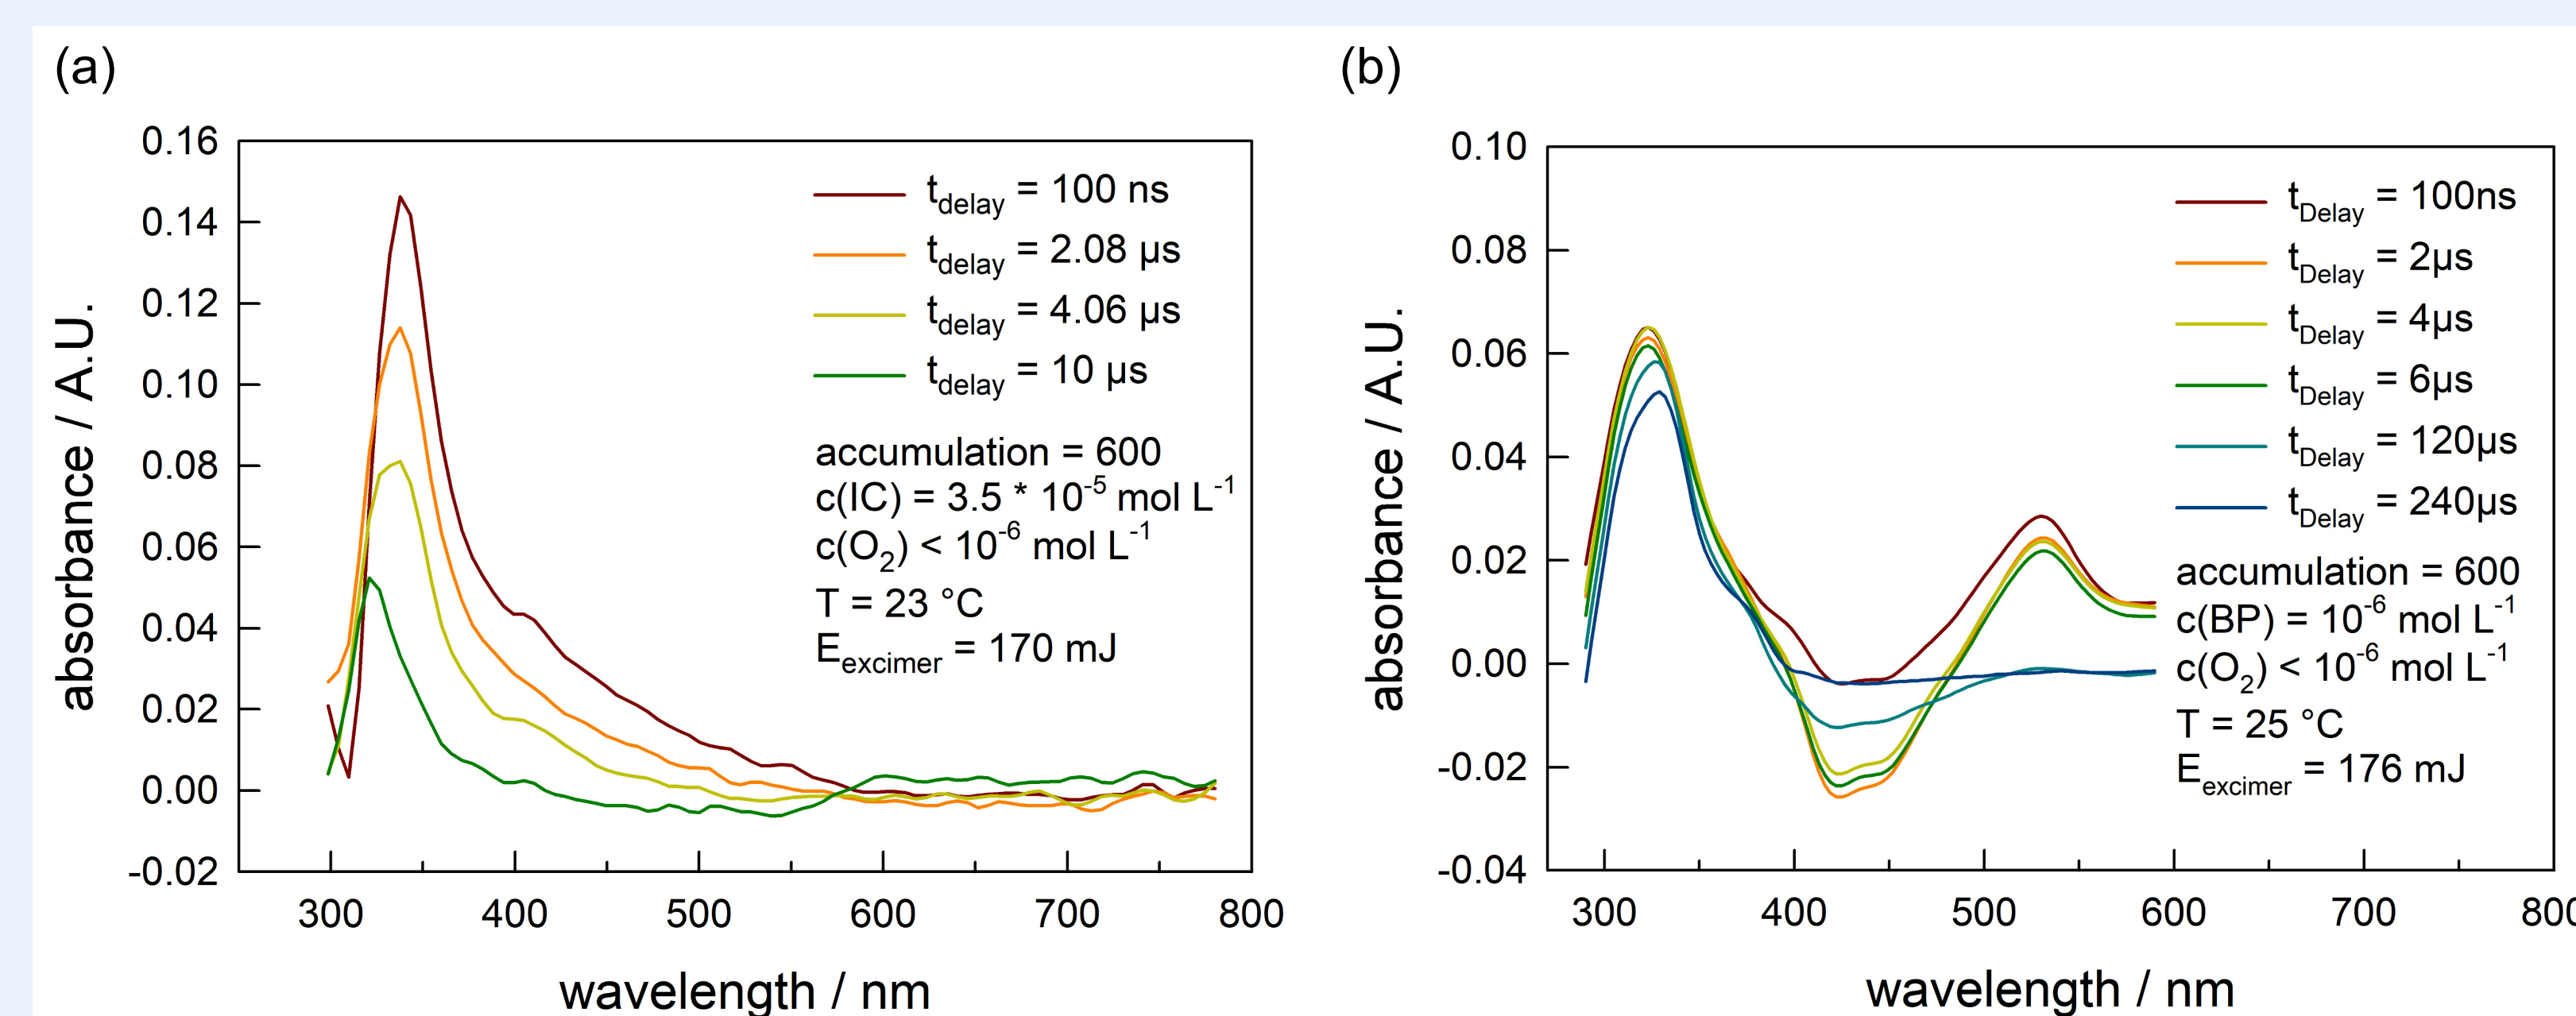 (a)
absorbance / A.U.
0.16
0.14
0.12
0.10
0.08
0.06
0.04
0.02
0.00
-0.02
t_delay = 100 ns
t_delay = 2.08 µs
t_delay = 4.06 µs
t_delay = 10 µs
accumulation = 600
c(IC) = 3.5 * 10⁻⁵ mol L⁻¹
c(O₂) < 10⁻⁶ mol L⁻¹
T = 23 °C
E_excimer = 170 mJ
300 400 500 600 700 800
wavelength / nm
(b)
absorbance / A.U.
0.10
0.08
0.06
0.04
0.02
0.00
-0.02
-0.04
t_Delay = 100ns
t_Delay = 2µs
t_Delay = 4µs
t_Delay = 6µs
t_Delay = 120µs
t_Delay = 240µs
accumulation = 600
c(BP) = 10⁻⁶ mol L⁻¹
c(O₂) < 10⁻⁶ mol L⁻¹
T = 25 °C
E_excimer = 176 mJ
300 400 500 600 700 800
wavelength / nm